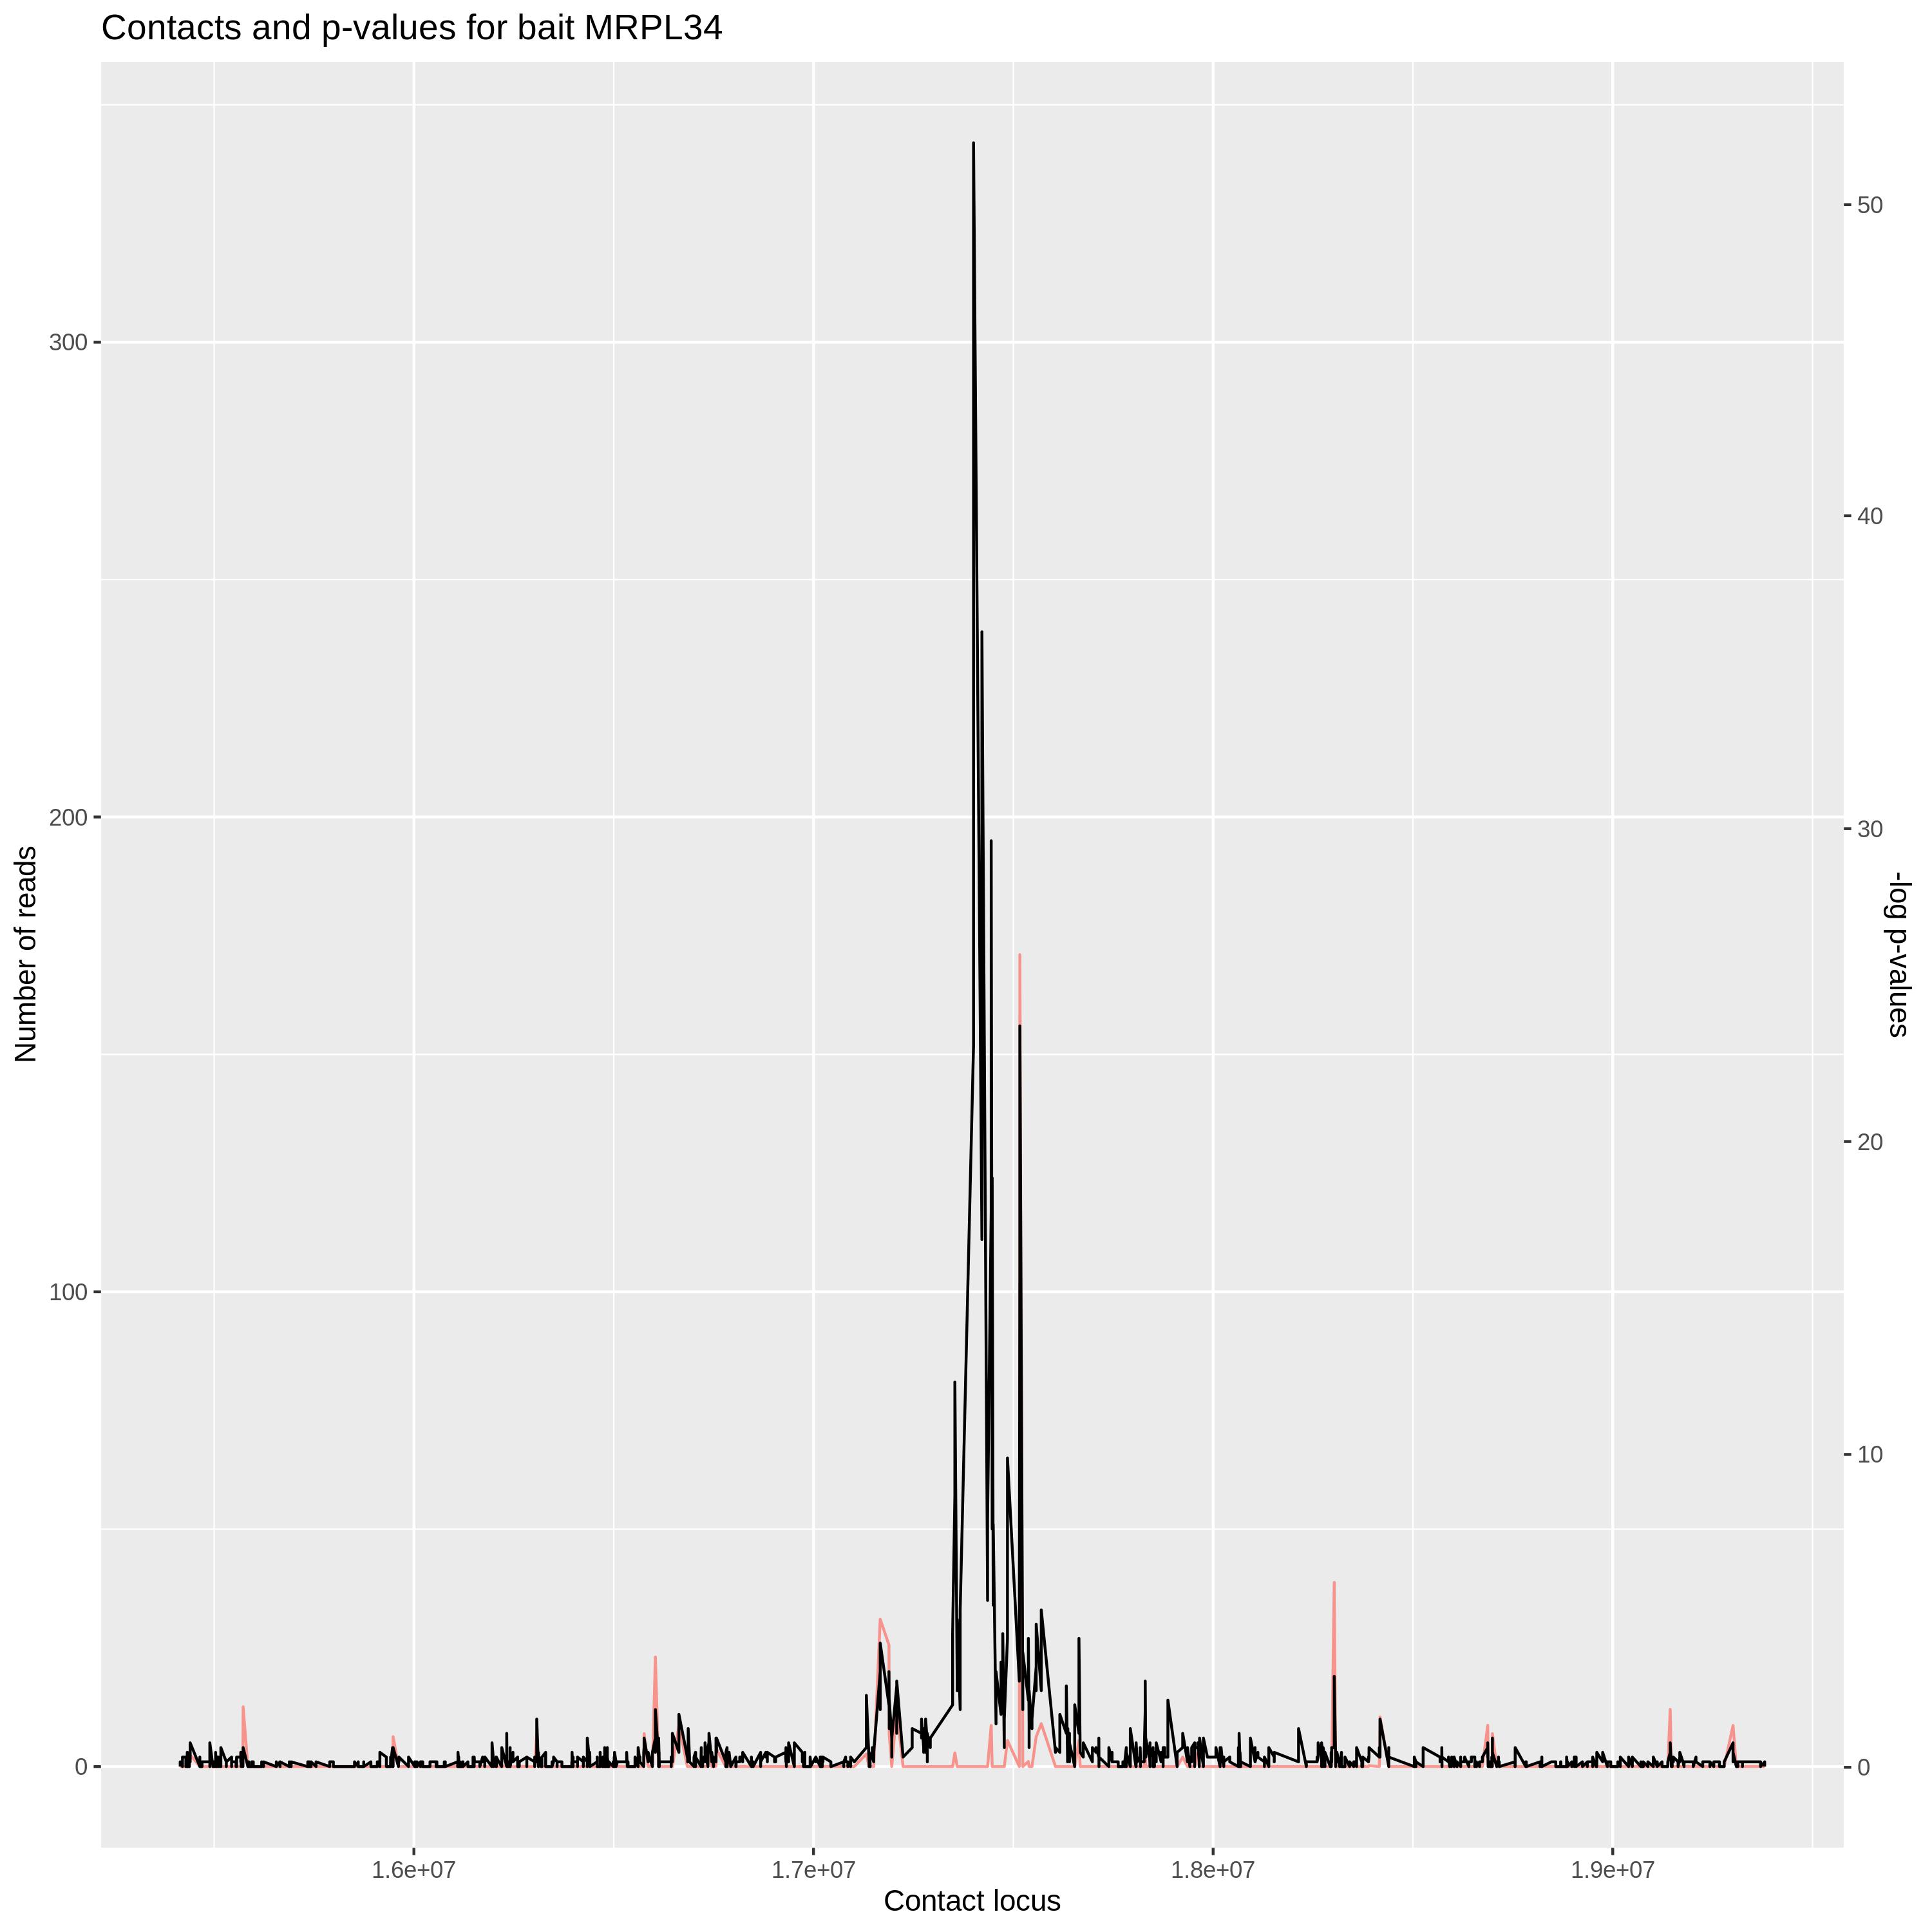 Contacts and p-values for bait MRPL34
Number of reads
300
200
100
0
50
40
30
20
10
0
-log p-values
1.6e+07 1.7e+07 1.8e+07 1.9e+07
Contact locus